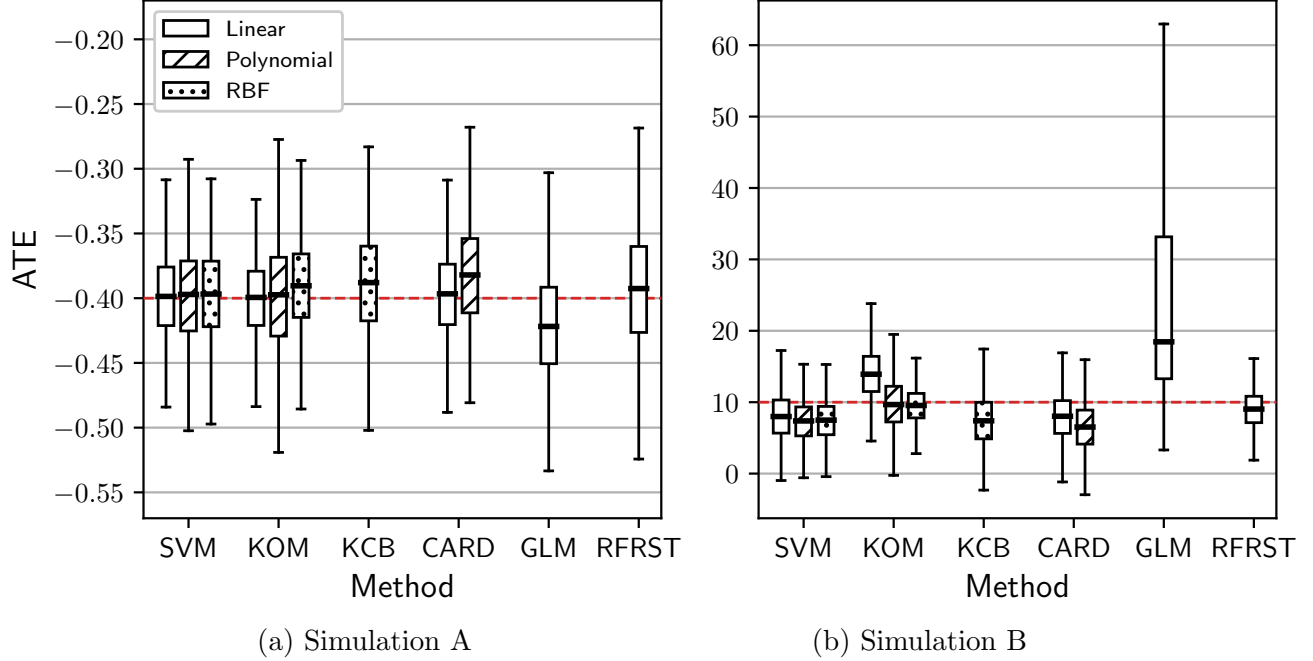 Linear
Polynomial
RBF
−0.20
−0.25
−0.30
−0.35
−0.40
−0.45
−0.50
−0.55
ATE
SVM KOM KCB CARD GLM RFRST
Method
(a) Simulation A
60
50
40
30
20
10
0
SVM KOM KCB CARD GLM RFRST
Method
(b) Simulation B